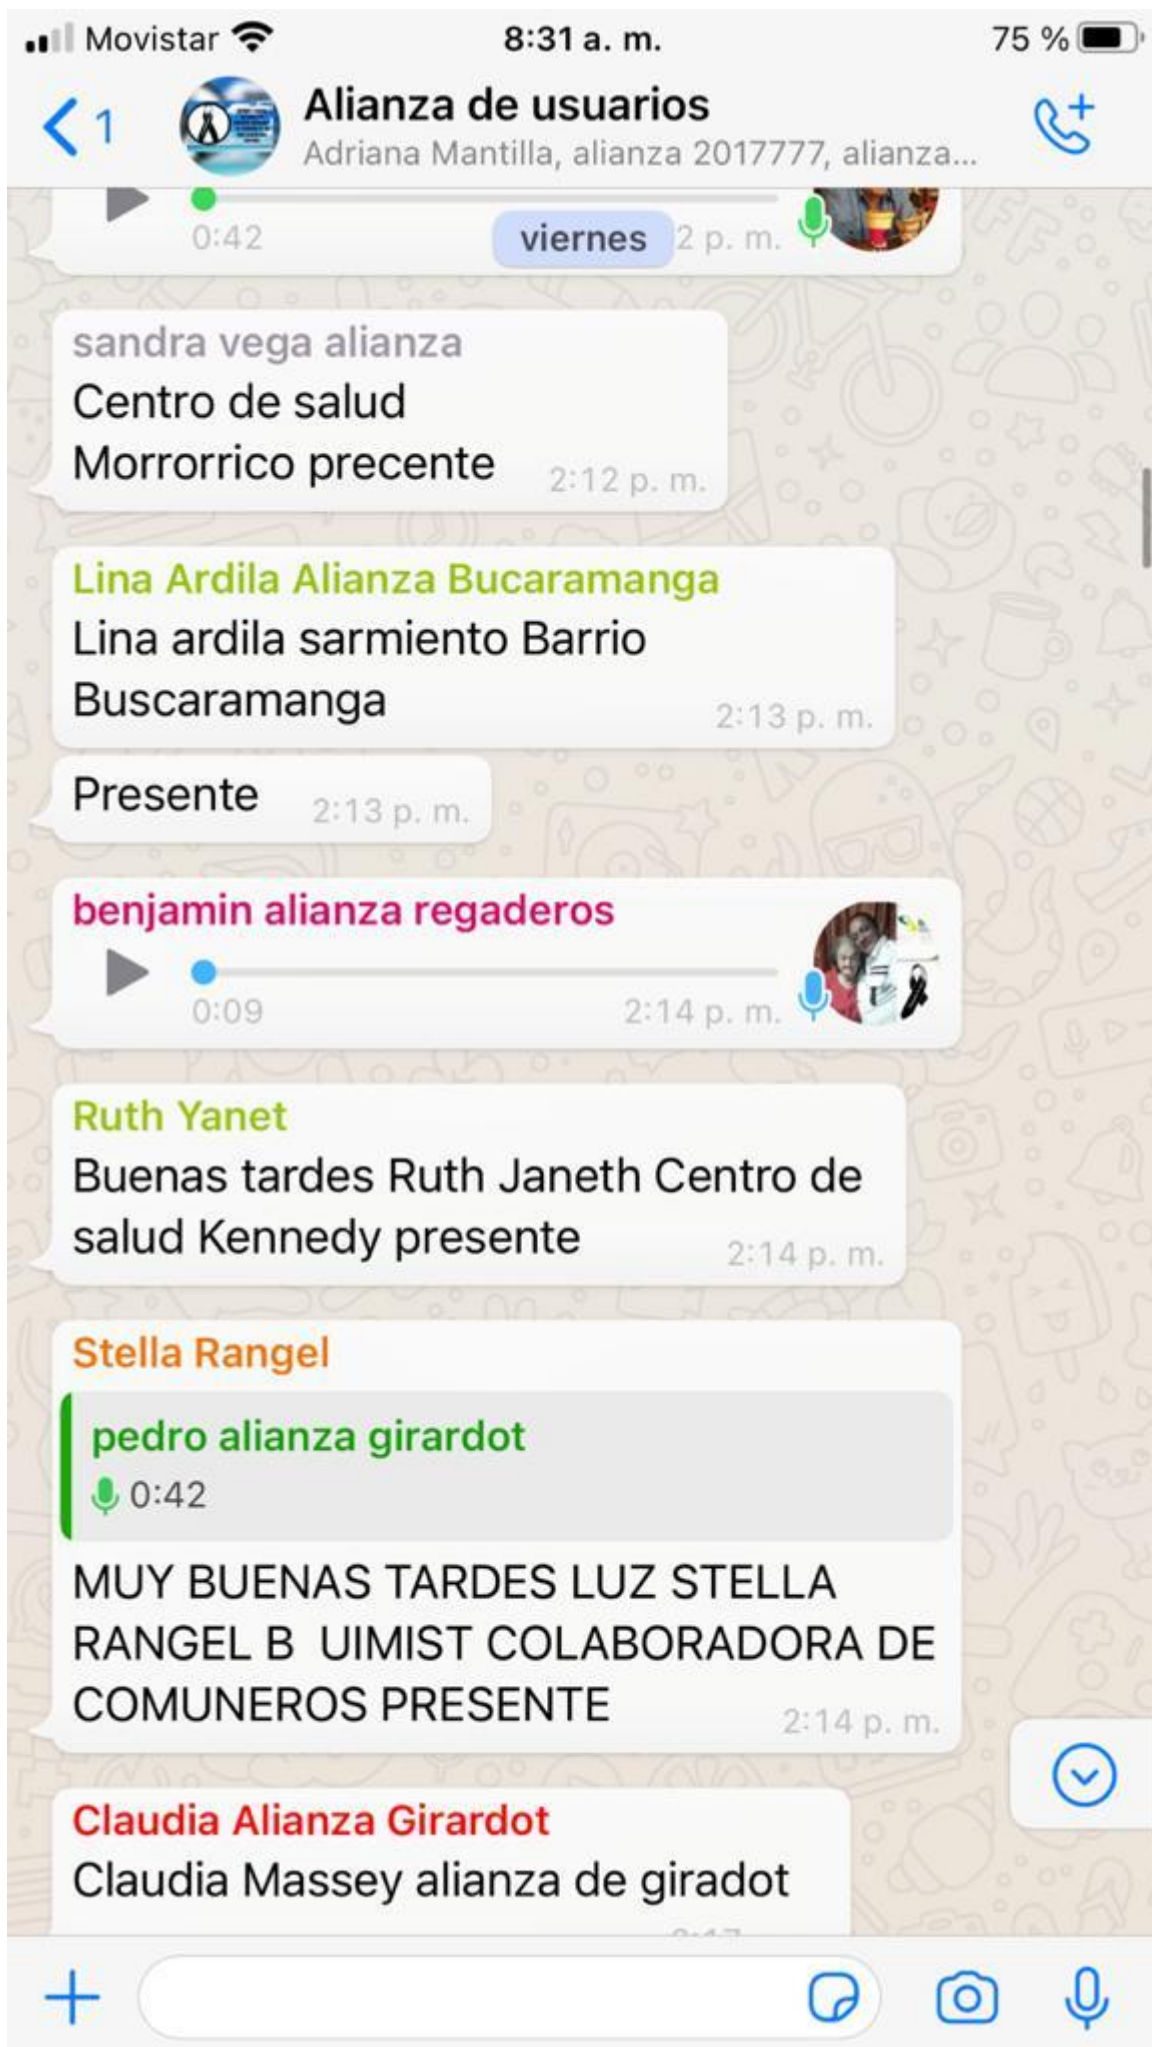 Movistar 8:31 a. m. 75 %
1 Alianza de usuarios
Adriana Mantilla, alianza 2017777, alianza...
0:42 viernes 2 p. m.
sandra vega alianza
Centro de salud
Morrorrico precente 2:12 p. m.
Lina Ardila Alianza Bucaramanga
Lina ardila sarmiento Barrio
Buscaramanga 2:13 p. m.
Presente 2:13 p. m.
benjamin alianza regaderos
0:09 2:14 p. m.
Ruth Yanet
Buenas tardes Ruth Janeth Centro de
salud Kennedy presente 2:14 p. m.
Stella Rangel
pedro alianza girardot
0:42
MUY BUENAS TARDES LUZ STELLA
RANGEL B  UIMIST COLABORADORA DE
COMUNEROS PRESENTE 2:14 p. m.
Claudia Alianza Girardot
Claudia Massey alianza de giradot